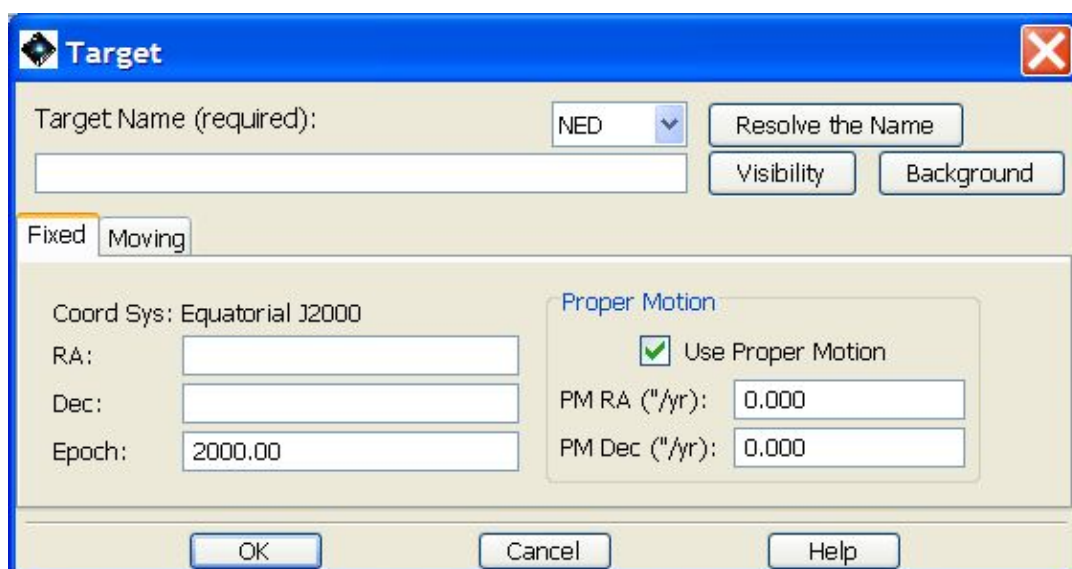 Target
Target Name (required):
NED
Resolve the Name
Visibility
Background
Fixed
Moving
Coord Sys: Equatorial J2000
RA:
Dec:
Epoch:
2000.00
Proper Motion
Use Proper Motion
PM RA ("/yr):
0.000
PM Dec ("/yr):
0.000
OK
Cancel
Help